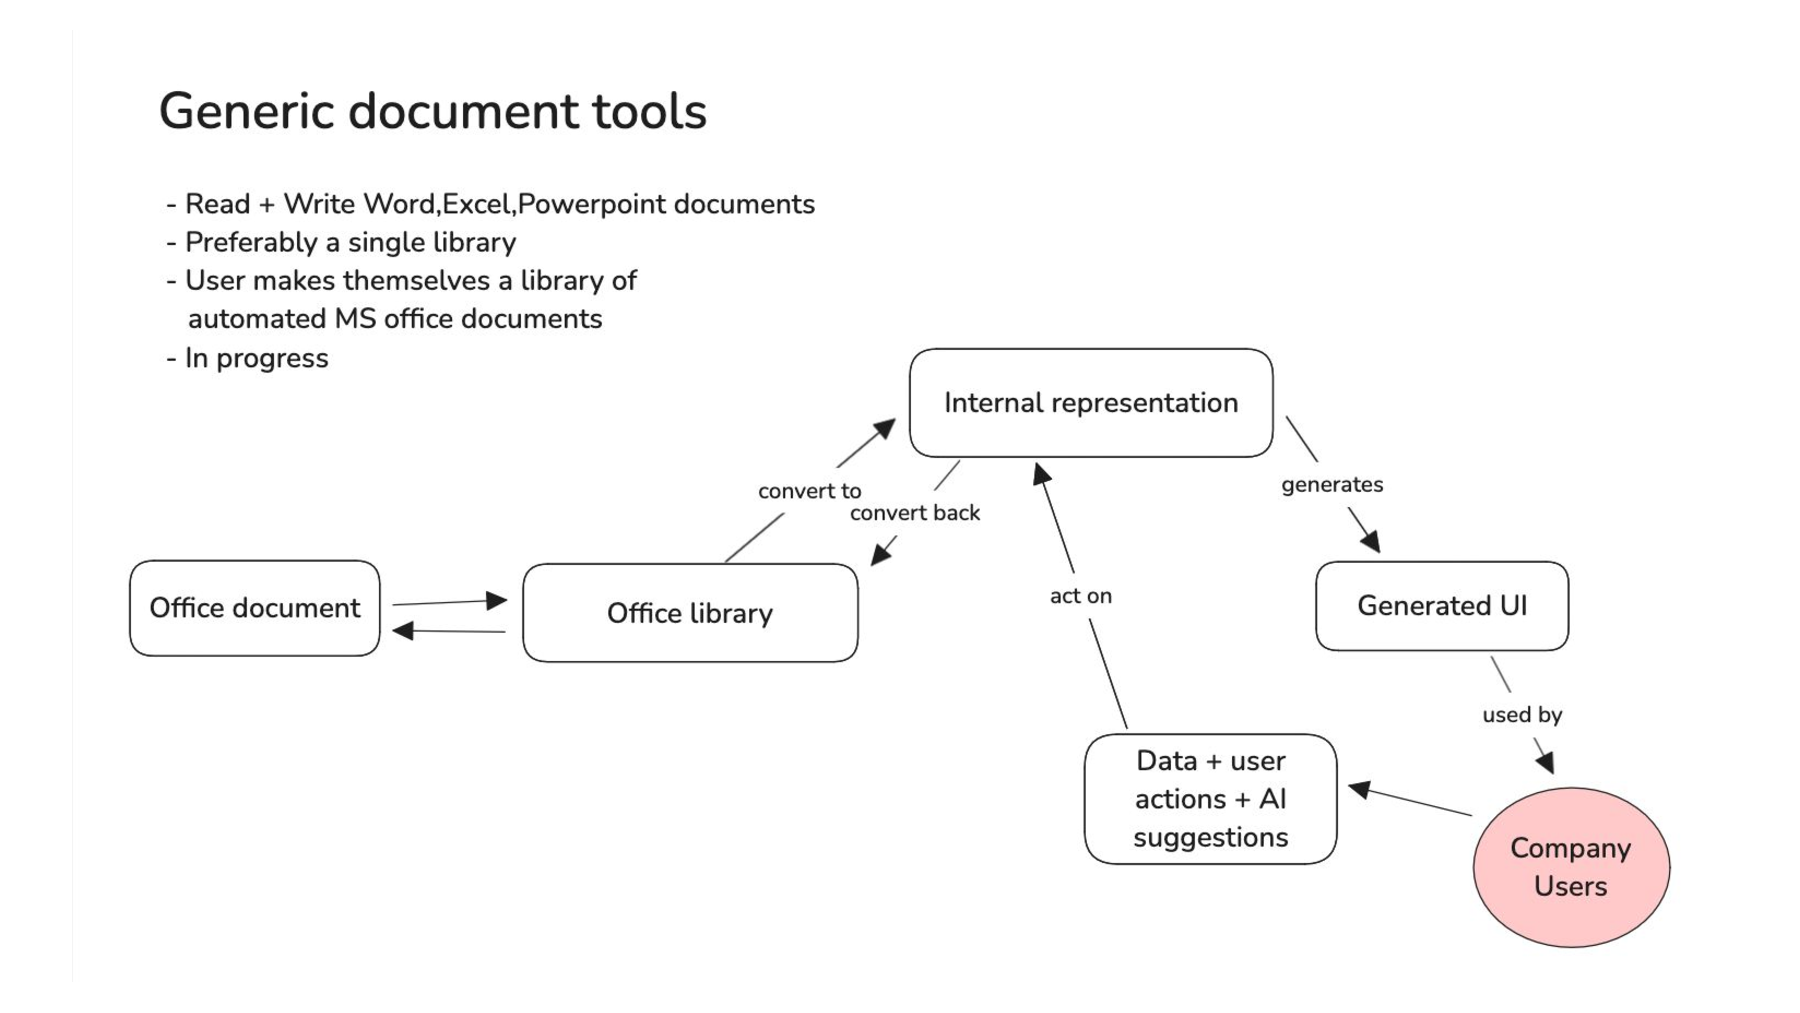 Generic document tools
- Read + Write Word,Excel,Powerpoint documents
- Preferably a single library
- User makes themselves a library of
automated MS office documents
- In progress
Internal representation
convert to
convert back
generates
Office document
Office library
act on
Generated UI
used by
Data + user
actions + AI
suggestions
Company
Users